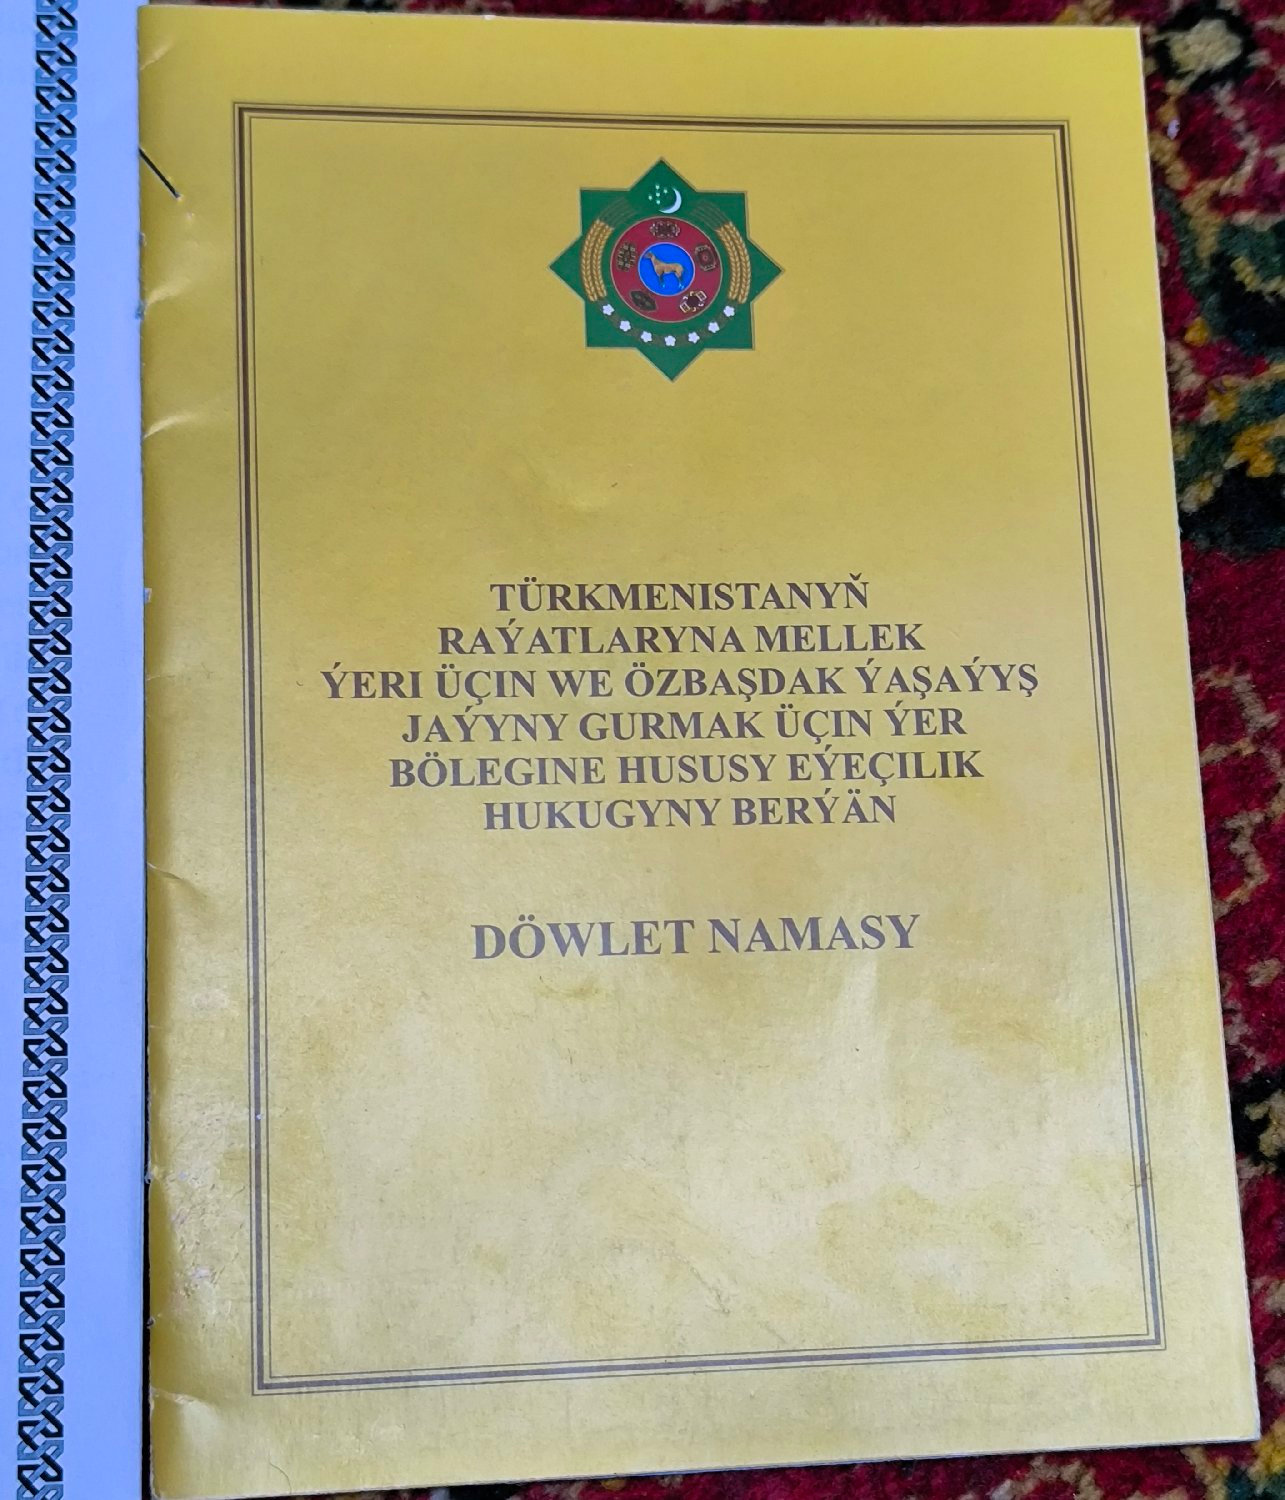 TÜRKMENISTANYŇ
RAÝATLARYNA MELLEK
ÝERI ÜÇIN WE ÖZBAŞDAK ÝAŞAÝYŞ
JAÝYNY GURMAK ÜÇIN ÝER
BÖLEGINE HUSUSY EÝEÇILIK
HUKUGYNY BERÝÄN
DÖWLET NAMASY